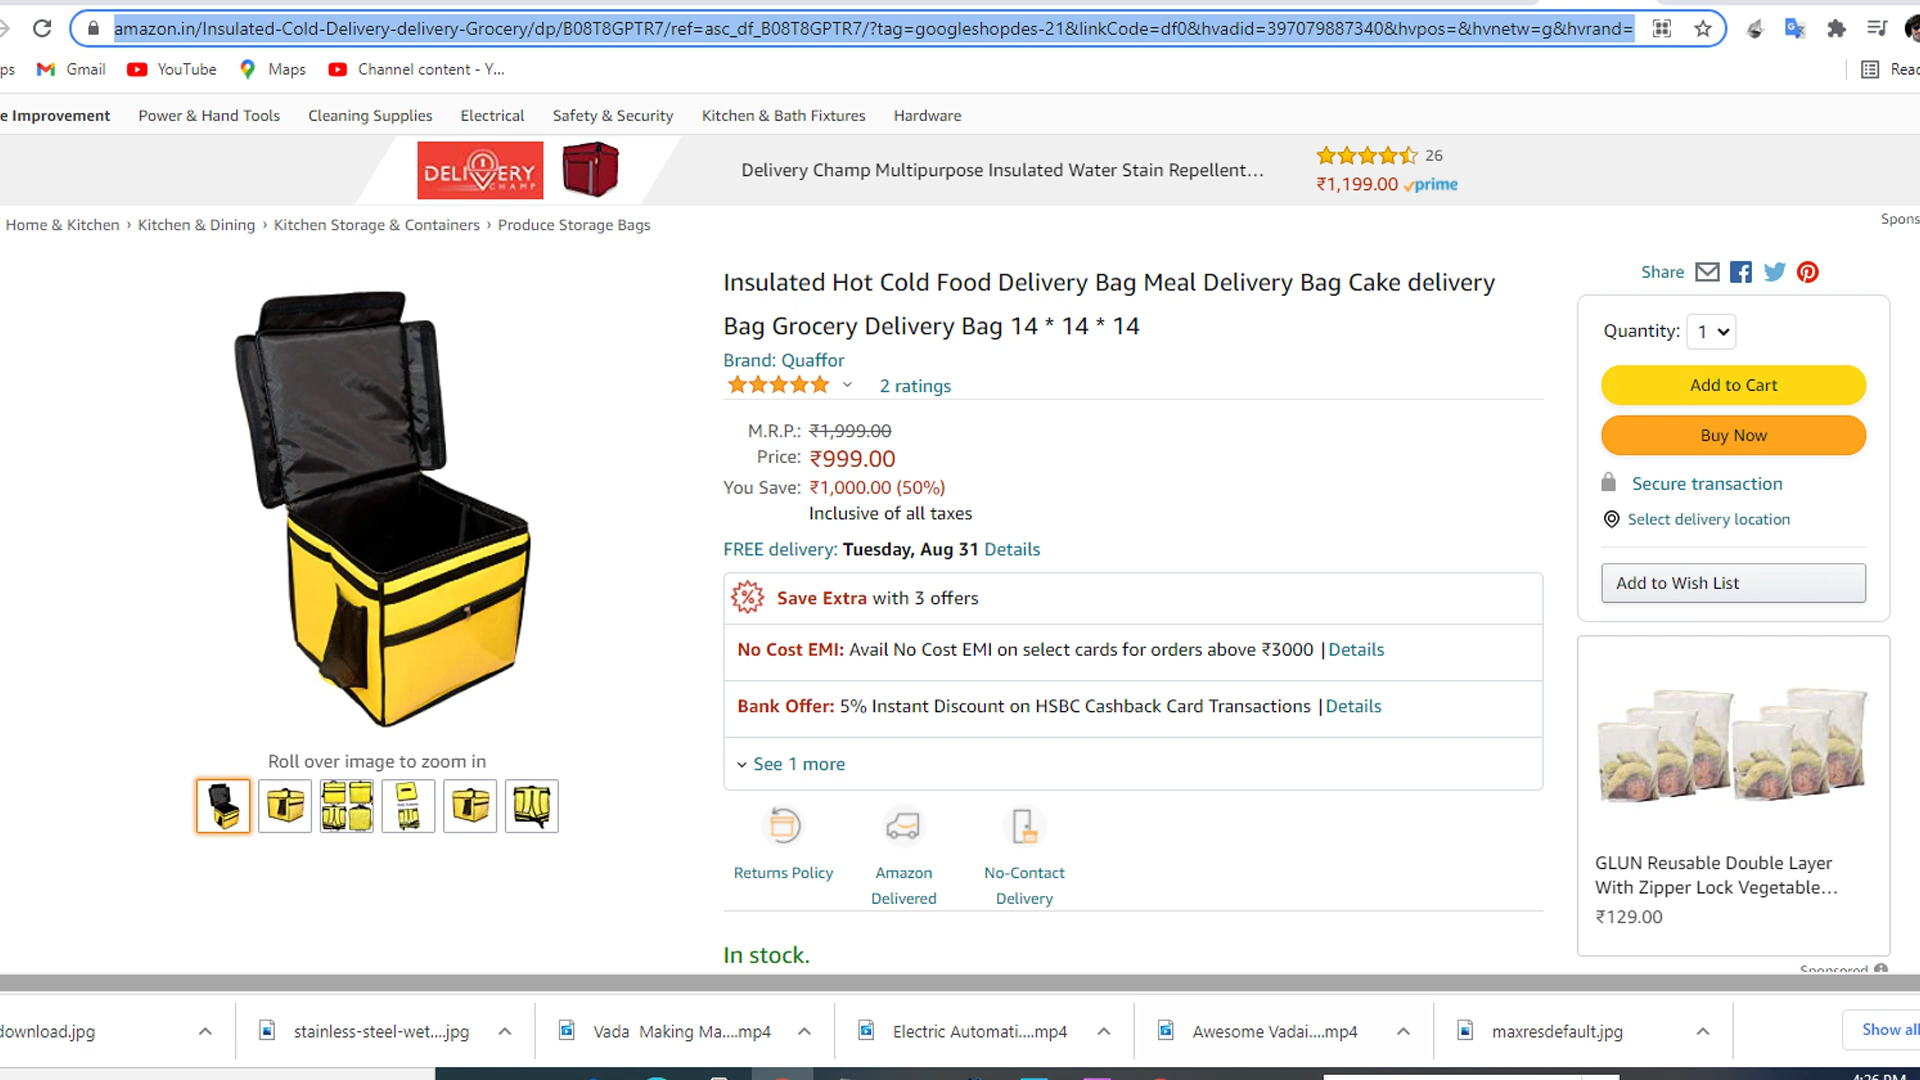 amazon.in/Insulated-Cold-Delivery-delivery-Grocery/dp/B08T8GPTR7/ref=asc_df_B08T8GPTR7/?tag=googleshopdes-21&linkCode=df0&hvadid=397079887340&hvpos=&hvnetw=g&hvrand=
ps Gmail YouTube Maps Channel content - Y... Reac
e Improvement Power & Hand Tools Cleaning Supplies Electrical Safety & Security Kitchen & Bath Fixtures Hardware
DELIVERY
CHAMP
Delivery Champ Multipurpose Insulated Water Stain Repellent...
26
₹1,199.00 prime
Home & Kitchen › Kitchen & Dining › Kitchen Storage & Containers › Produce Storage Bags
Spons
Roll over image to zoom in
Insulated Hot Cold Food Delivery Bag Meal Delivery Bag Cake delivery
Bag Grocery Delivery Bag 14 * 14 * 14
Brand: Quaffor
2 ratings
M.R.P.: ₹1,999.00
Price: ₹999.00
You Save: ₹1,000.00 (50%)
Inclusive of all taxes
FREE delivery: Tuesday, Aug 31 Details
% Save Extra with 3 offers
No Cost EMI: Avail No Cost EMI on select cards for orders above ₹3000 |Details
Bank Offer: 5% Instant Discount on HSBC Cashback Card Transactions |Details
See 1 more
Returns Policy
Amazon
Delivered
No-Contact
Delivery
In stock.
Share
Quantity: 1
Add to Cart
Buy Now
Secure transaction
Select delivery location
Add to Wish List
GLUN Reusable Double Layer
With Zipper Lock Vegetable...
₹129.00
Sponsored
download.jpg stainless-steel-wet....jpg Vada Making Ma....mp4 Electric Automati....mp4 Awesome Vadai....mp4 maxresdefault.jpg Show all
4:26 PM